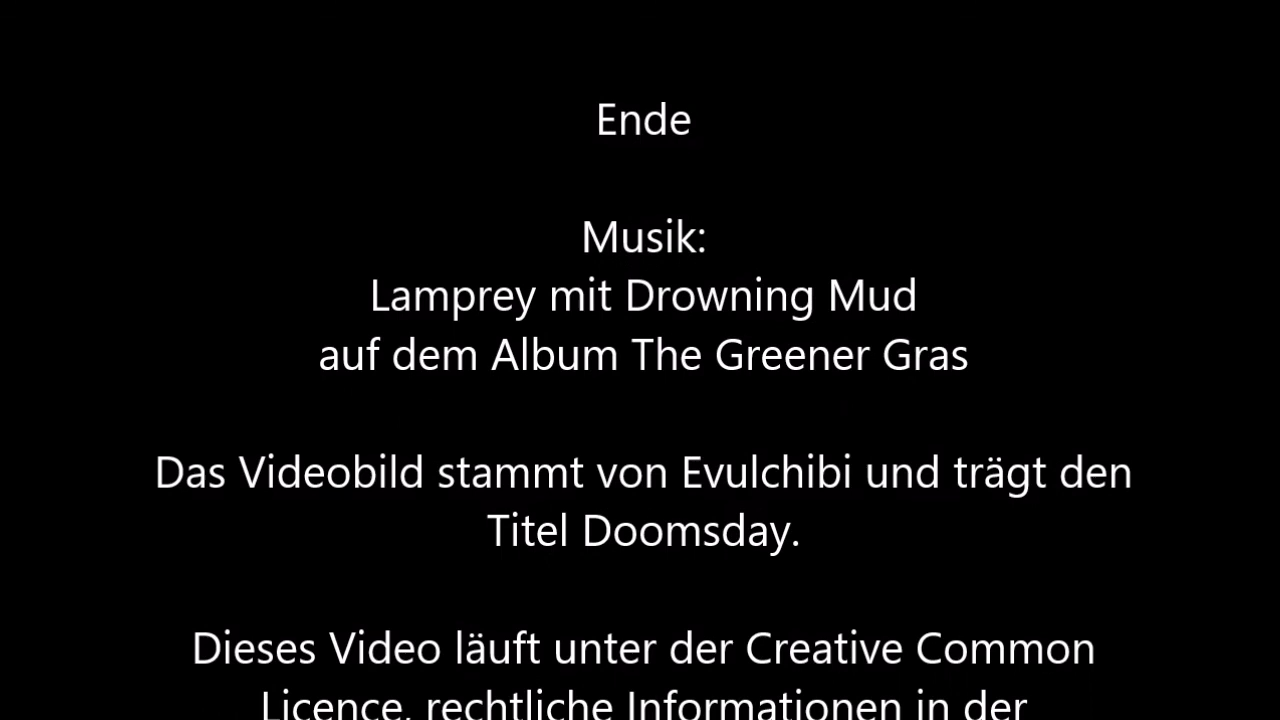 Ende
Musik:
Lamprey mit Drowning Mud
auf dem Album The Greener Gras
Das Videobild stammt von Evulchibi und trägt den
Titel Doomsday.
Dieses Video läuft unter der Creative Common
Licence, rechtliche Informationen in der